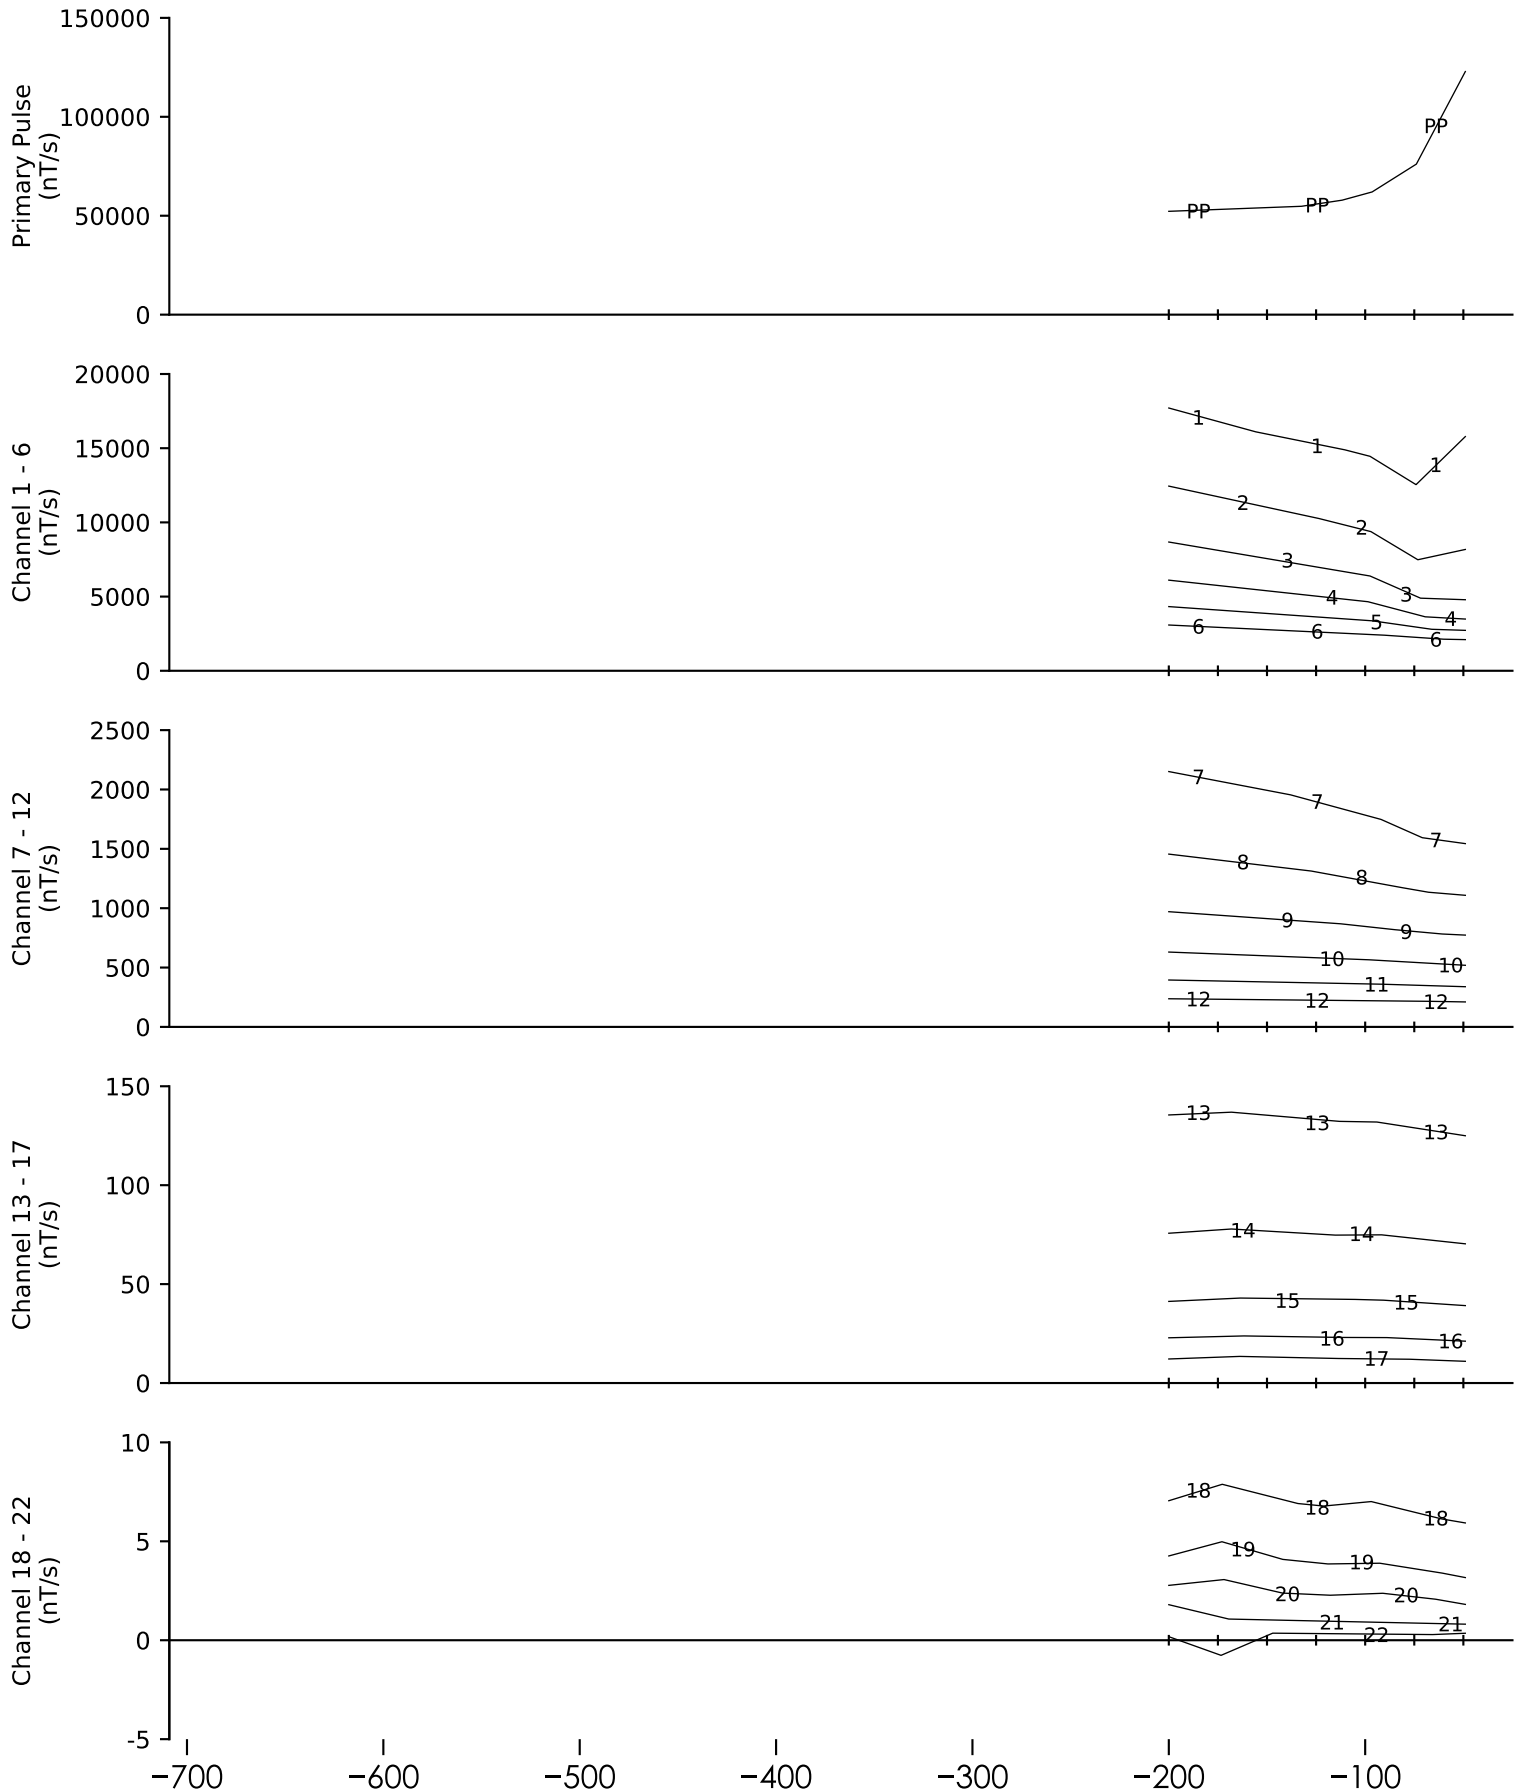 150000
100000
50000
0
Primary Pulse
(nT/s)
PP PP PP
20000
15000
10000
5000
0
Channel 1 - 6
(nT/s)
1 1 1
2 2
3 3
4 4
5
6 6 6
2500
2000
1500
1000
500
0
Channel 7 - 12
(nT/s)
7 7 7
8 8
9 9
10 10
11
12 12 12
150
100
50
0
Channel 13 - 17
(nT/s)
13 13 13
14 14
15 15
16 16
17
10
5
0
-5
Channel 18 - 22
(nT/s)
18 18 18
19 19
20 20
21 21
22
−700 −600 −500 −400 −300 −200 −100